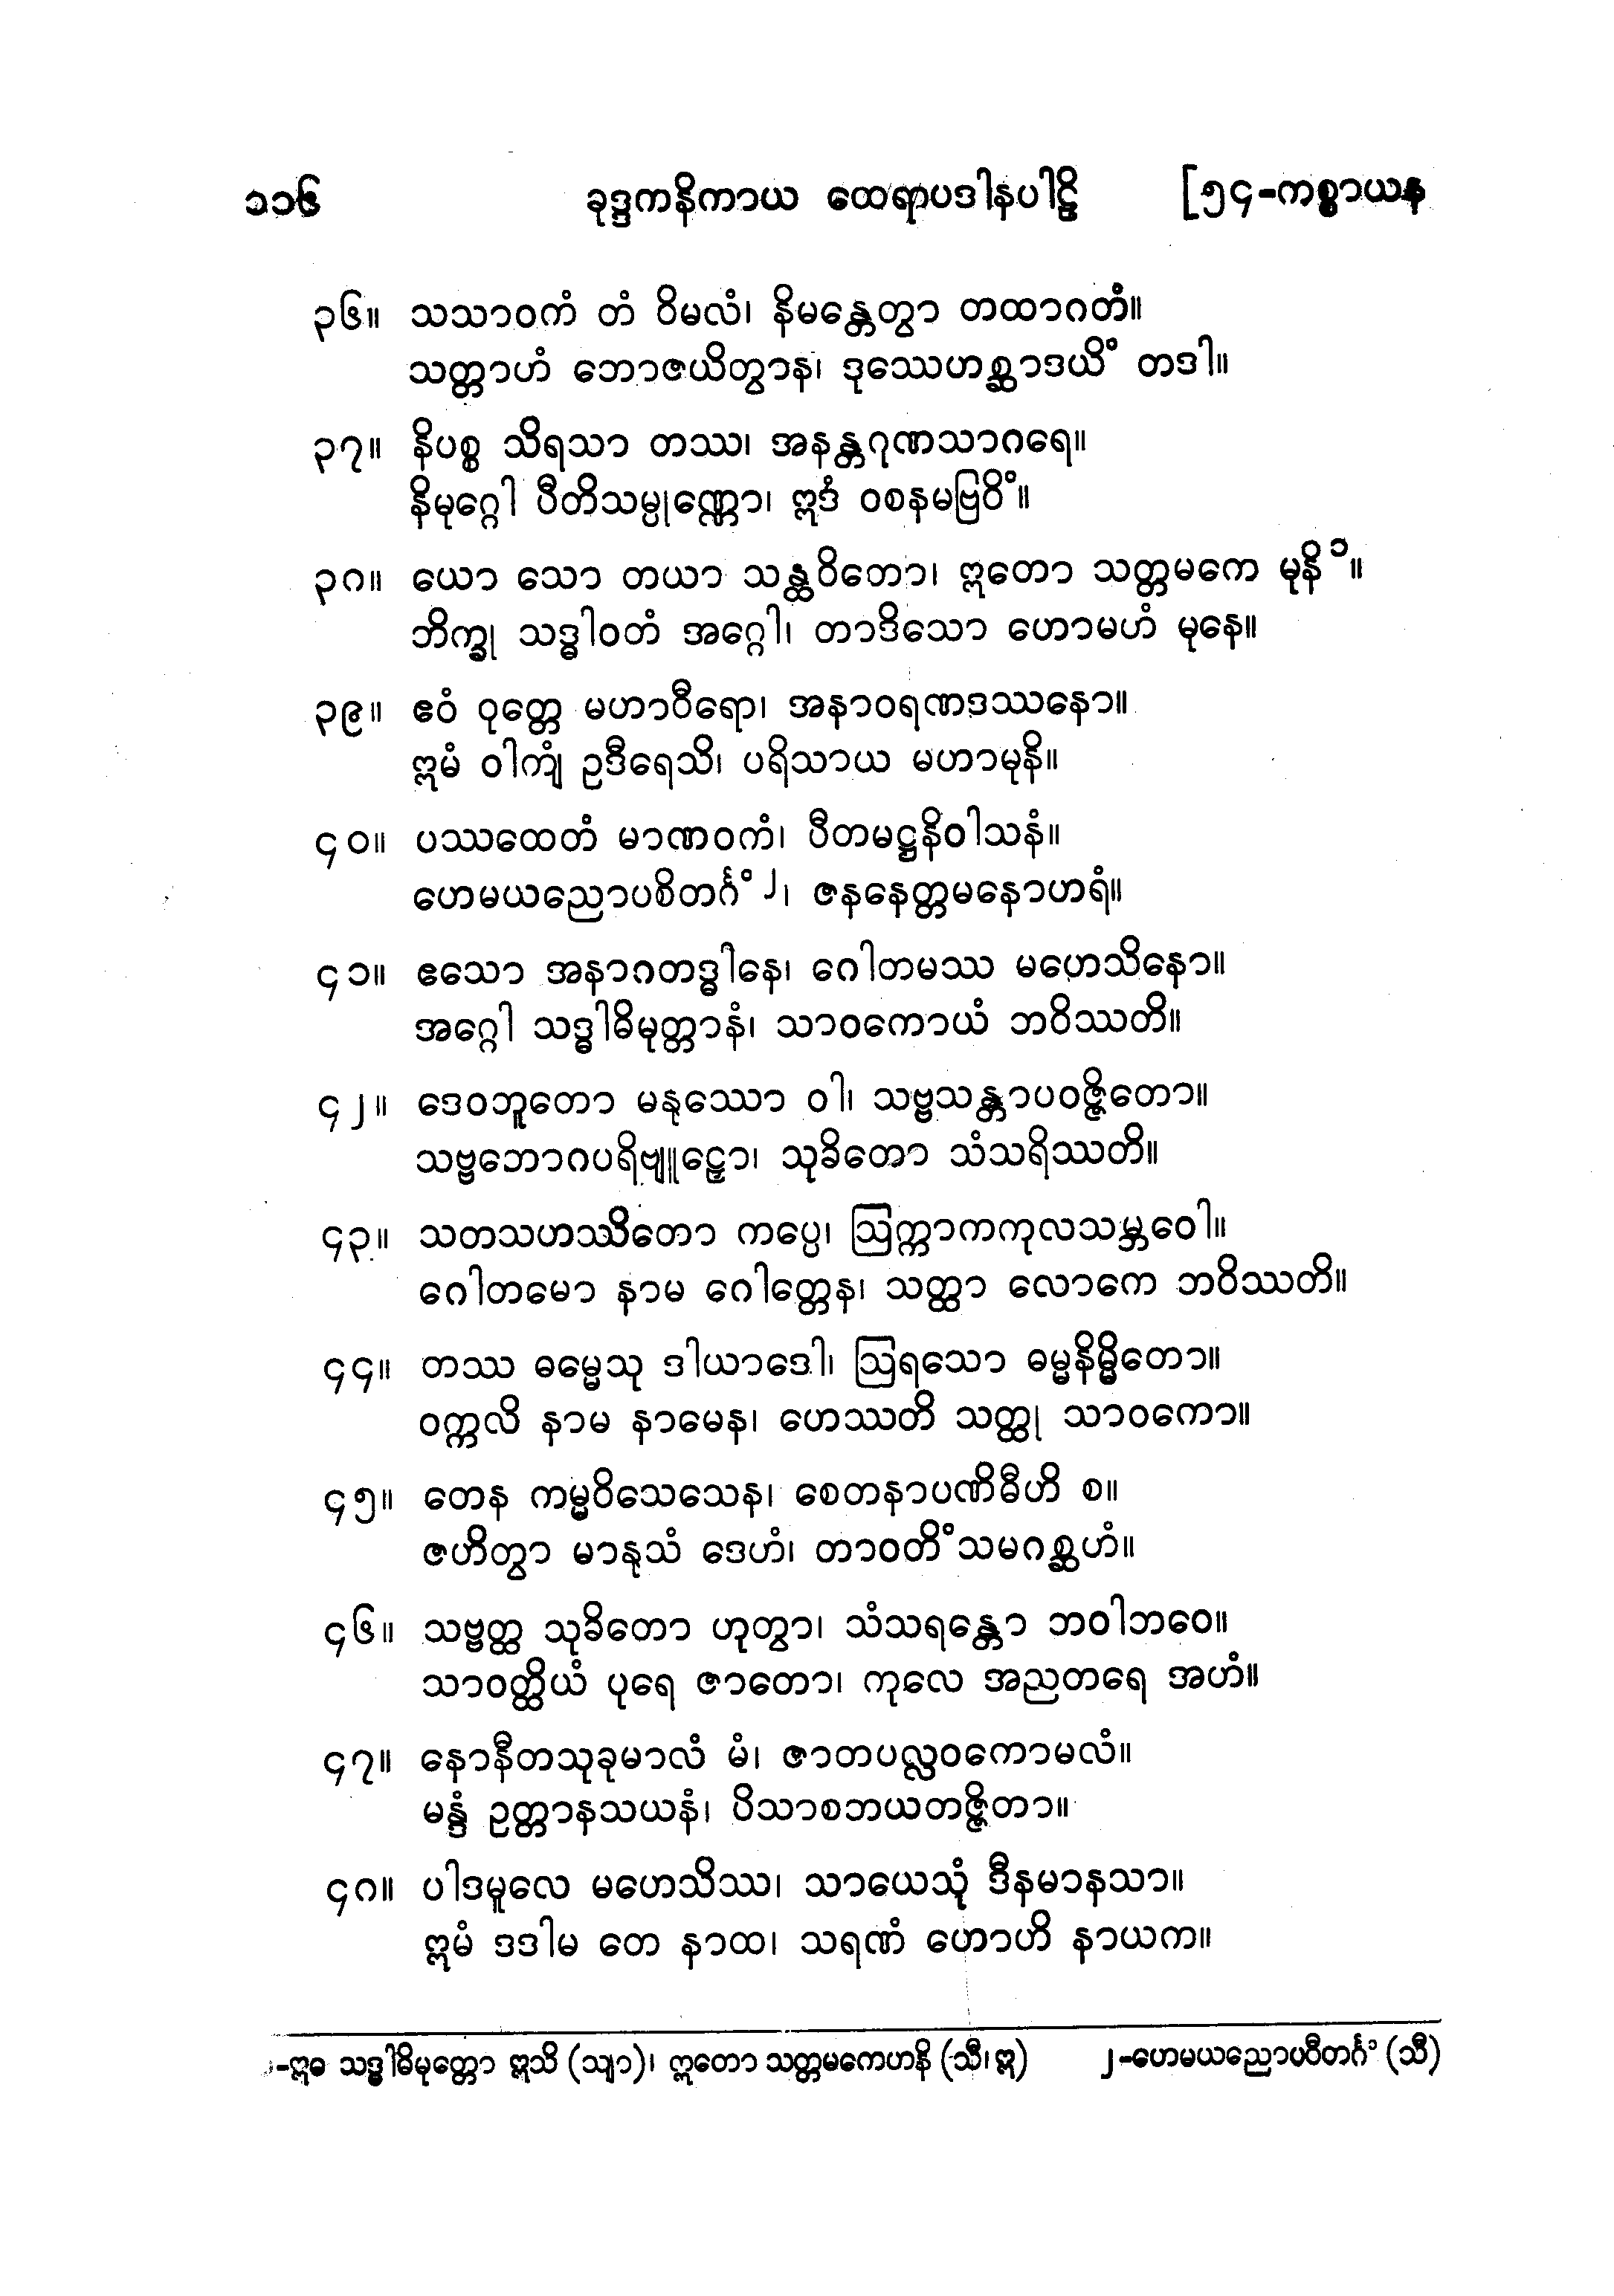 ၁၁၆ ခုဒ္ဒကနိကာယ ထေရာပဒါနပါဠိ [၅၄-ကစ္စာယန
၃၆။ သသာဝကံ တံ ဝိမလံ၊ နိမန္တေတွာ တထာဂတံ။
သတ္တာဟံ ဘောဇယိတွာန၊ ဒုဿေဟစ္ဆာဒယိံ တဒါ။
၃၇။ နိပစ္စ သိရသာ တဿ၊ အနန္တဂုဏသာဂရေ။
နိမုဂ္ဂေါ ပီတိသမ္ပုဏ္ဏော၊ ဣဒံ ဝစနမဗြဝိံ။
၃၈။ ယော သော တယာ သန္ထဝိတော၊ ဣတော သတ္တမကေ မုနိ ၁။
ဘိက္ခု သဒ္ဓါဝတံ အဂ္ဂေါ၊ တာဒိသော ဟောမဟံ မုနေ။
၃၉။ ဧဝံ ဝုတ္တေ မဟာဝီရော၊ အနာဝရဏဒဿနော။
ဣမံ ဝါကျံ ဥဒီရေသိ၊ ပရိသာယ မဟာမုနိ။
၄၀။ ပဿထေတံ မာဏဝကံ၊ ပီတမဋ္ဌနိဝါသနံ။
ဟေမယညောပစိတင်္ဂံ ၂၊ ဇနနေတ္တမနောဟရံ။
၄၁။ ဧသော အနာဂတဒ္ဓါနေ၊ ဂေါတမဿ မဟေသိနော။
အဂ္ဂေါ သဒ္ဓါဓိမုတ္တာနံ၊ သာဝကောယံ ဘဝိဿတိ။
၄၂။ ဒေဝဘူတော မနုဿော ဝါ၊ သဗ္ဗသန္တာပဝဇ္ဇိတော။
သဗ္ဗဘောဂပရိဗျူဠှော၊ သုခိတော သံသရိဿတိ။
၄၃။ သတသဟဿိတော ကပ္ပေ၊ ဩက္ကာကကုလသမ္ဘဝေါ။
ဂေါတမော နာမ ဂေါတ္တေန၊ သတ္ထာ လောကေ ဘဝိဿတိ။
၄၄။ တဿ ဓမ္မေသု ဒါယာဒေါ၊ ဩရသော ဓမ္မနိမ္မိတော။
ဝက္ကလိ နာမ နာမေန၊ ဟေဿတိ သတ္ထု သာဝကော။
၄၅။ တေန ကမ္မဝိသေသေန၊ စေတနာပဏိဓီဟိ စ။
ဇဟိတွာ မာနုသံ ဒေဟံ၊ တာဝတိံသမဂစ္ဆဟံ။
၄၆။ သဗ္ဗတ္ထ သုခိတော ဟုတွာ၊ သံသရန္တော ဘဝါဘဝေ။
သာဝတ္ထိယံ ပုရေ ဇာတော၊ ကုလေ အညတရေ အဟံ။
၄၇။ နောနီတသုခုမာလံ မံ၊ ဇာတပလ္လဝကောမလံ။
မန္ဒံ ဥတ္တာနသယနံ၊ ပိသာစဘယတဇ္ဇိတာ။
၄၈။ ပါဒမူလေ မဟေသိဿ၊ သာယေသုံ ဒီနမာနသာ။
ဣမံ ဒဒါမ တေ နာထ၊ သရဏံ ဟောဟိ နာယက။
-ဣဓ သဒ္ဓါဓိမုတ္တော ဣသိ (သျာ)၊ ဣတော သတ္တမကေဟနိ (သီ၊ဣ) ၂-ဟေမယညောပဝီတင်္ဂံ (သီ)